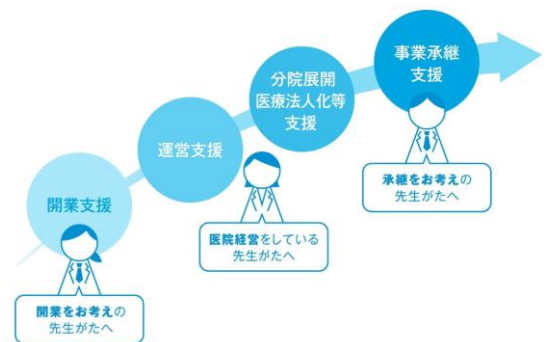 事業承継
支援
分院展開
医療法人化等
支援
運営支援
開業支援
承継をお考えの
先生がたへ
医院経営をしている
先生がたへ
開業をお考えの
先生がたへ